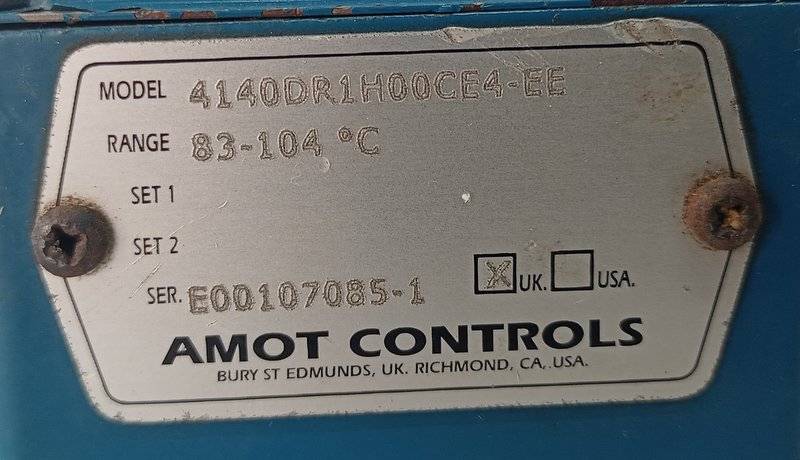 MODEL 4140DR1H00CE4-EE
RANGE 83-104 °C
SET 1
SET 2
SER. E00107085-1 X UK. USA.
AMOT CONTROLS
BURY ST EDMUNDS, UK. RICHMOND, CA,. USA.